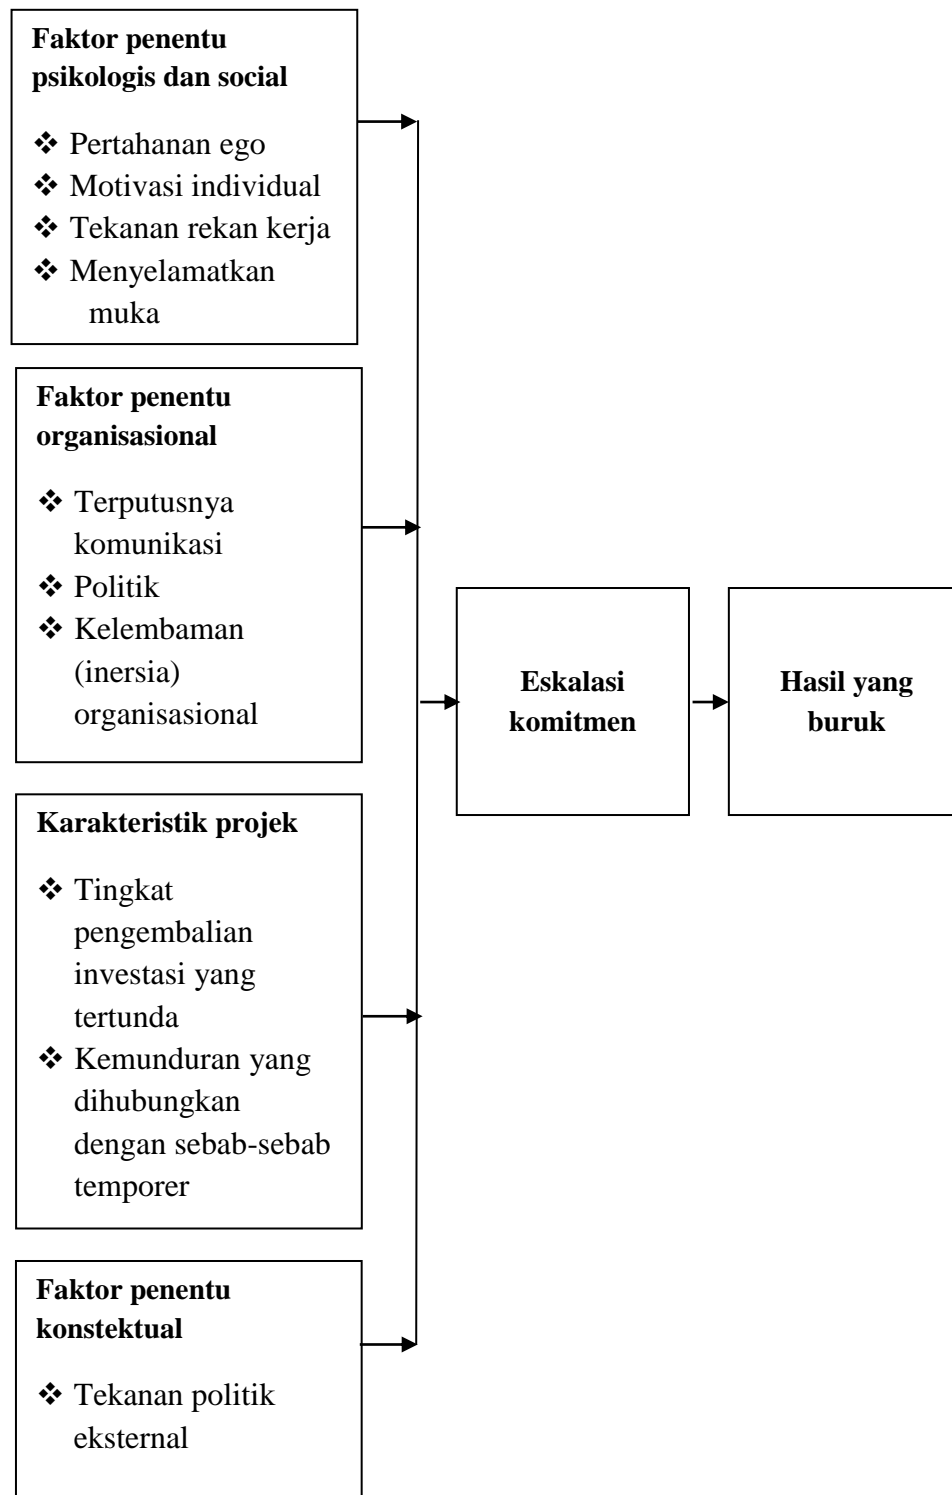 Faktor penentu
psikologis dan social
❖ Pertahanan ego
❖ Motivasi individual
❖ Tekanan rekan kerja
❖ Menyelamatkan
muka
Faktor penentu
organisasional
❖ Terputusnya
komunikasi
❖ Politik
❖ Kelembaman
(inersia)
organisasional
Eskalasi
komitmen
Hasil yang
buruk
Karakteristik projek
❖ Tingkat
pengembalian
investasi yang
tertunda
❖ Kemunduran yang
dihubungkan
dengan sebab-sebab
temporer
Faktor penentu
konstektual
❖ Tekanan politik
eksternal